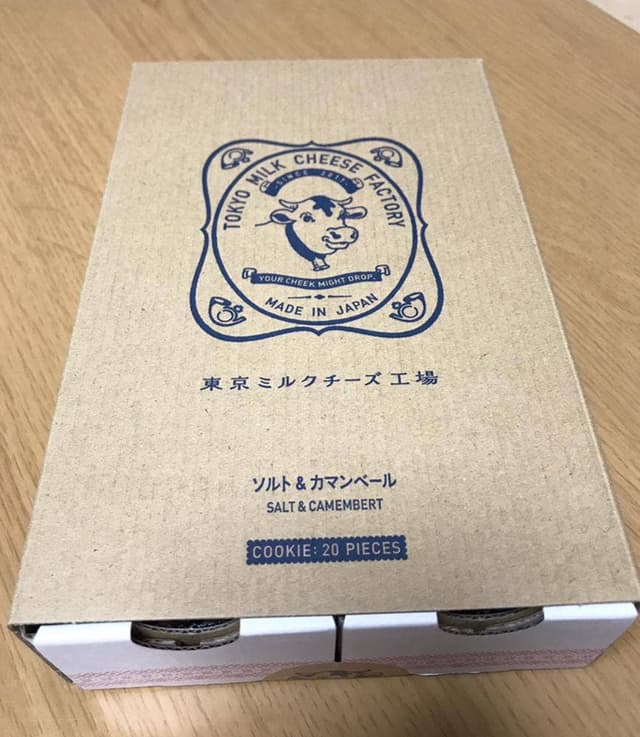 TOKYO MILK CHEESE FACTORY
SINCE 2011
YOUR CHEEK MIGHT DROP.
MADE IN JAPAN
東京ミルクチーズ工場
ソルト&カマンベール
SALT & CAMEMBERT
COOKIE: 20 PIECES